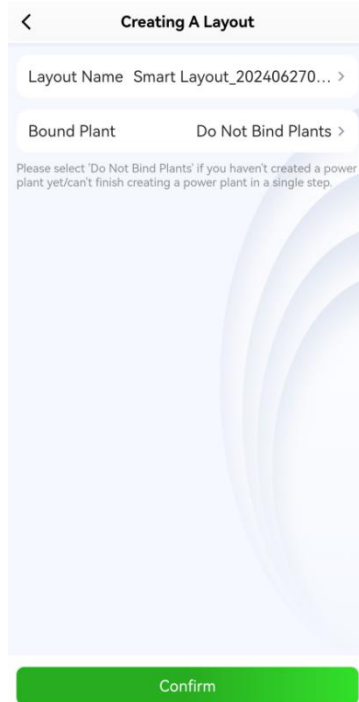 Creating A Layout
Layout Name Smart Layout_202406270...
Bound Plant Do Not Bind Plants
Please select 'Do Not Bind Plants' if you haven't created a power
plant yet/can't finish creating a power plant in a single step.
Confirm